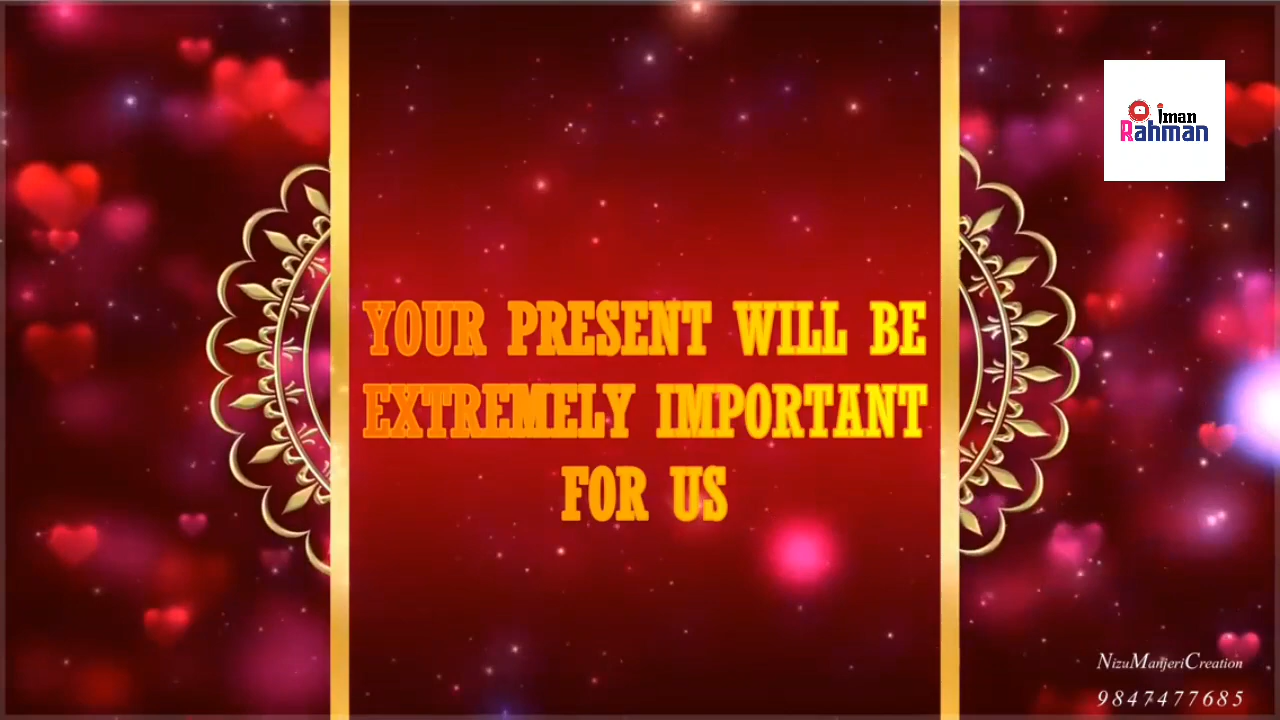 iman
Rahman
YOUR PRESENT WILL BE
EXTREMELY IMPORTANT
FOR US
NizuManjeriCreation
9847477685